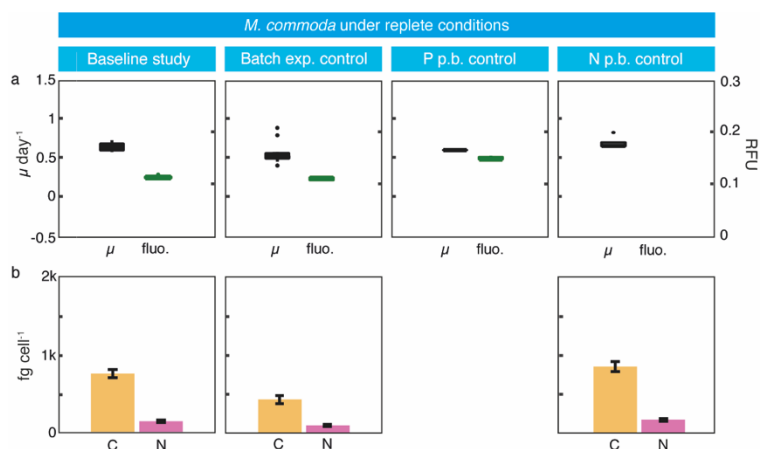 M. commoda under replete conditions
Baseline study Batch exp. control P p.b. control N p.b. control
a
1.5
1
0.5
0
-0.5
μ day-1
0.3
0.2
0.1
0
RFU
μ fluo. μ fluo. μ fluo. μ fluo.
b
2k
1k
0
fg cell-1
C N C N C N